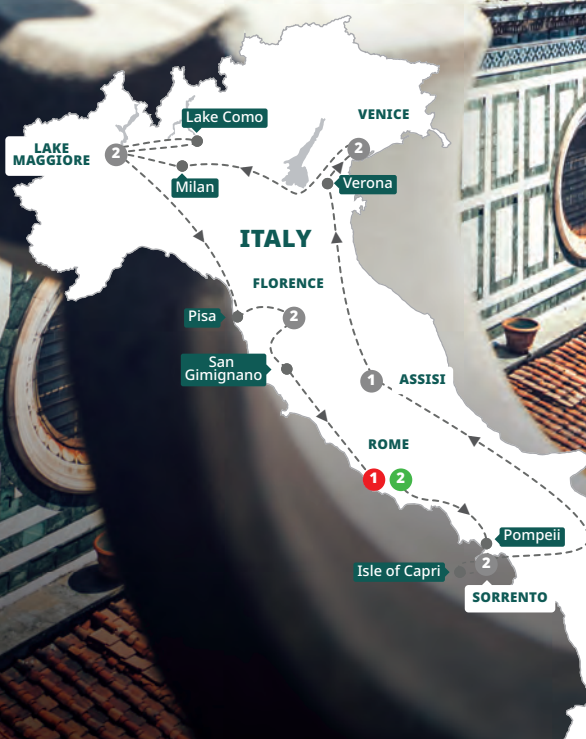 Lake Como
VENICE
2
LAKE
MAGGIORE
2
Milan
Verona
ITALY
FLORENCE
2
Pisa
San
Gimignano
1
ASSISI
ROME
1
2
Pompeii
2
Isle of Capri
SORRENTO